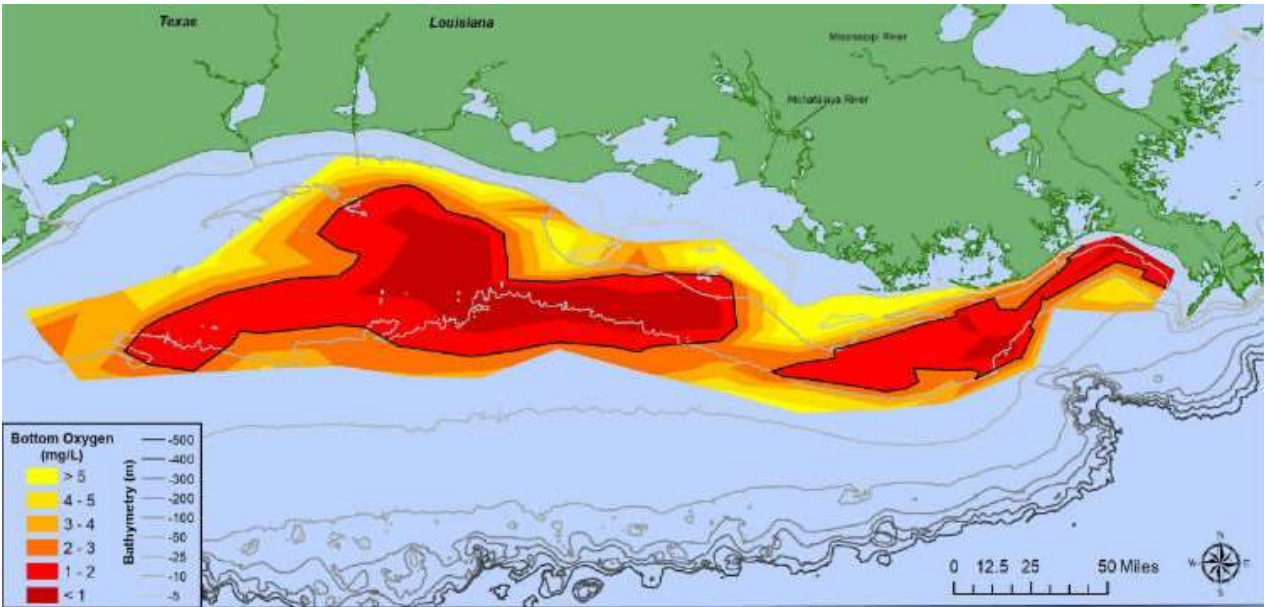 Texas
Louisiana
Mississippi River
Atchafalaya River
Bottom Oxygen
(mg/L)
> 5
4 - 5
3 - 4
2 - 3
1 - 2
< 1
Bathymetry (m)
-500
-400
-300
-200
-100
-50
-25
-10
-5
N
W
E
S
0 12.5 25 50 Miles